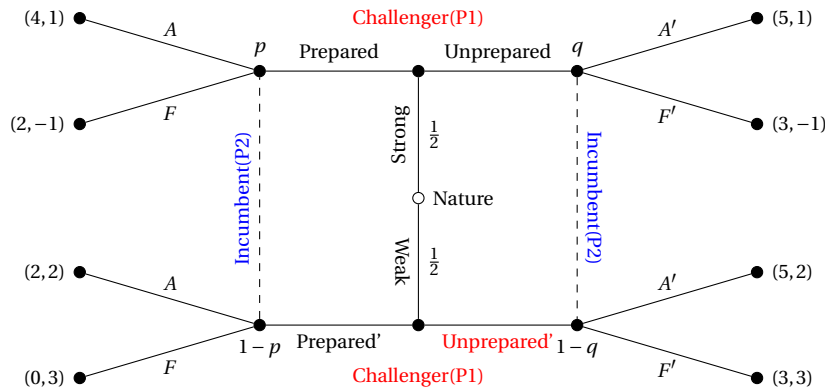 Challenger(P1)
(4, 1)
(5, 1)
A
A′
p
Prepared
Unprepared
q
F
F′
(2, −1)
(3, −1)
Strong
1/2
Incumbent(P2)
Incumbent(P2)
Nature
Weak
1/2
(2, 2)
(5, 2)
A
A′
1 − p
Prepared'
Unprepared'
1 − q
F
F′
(0, 3)
(3, 3)
Challenger(P1)